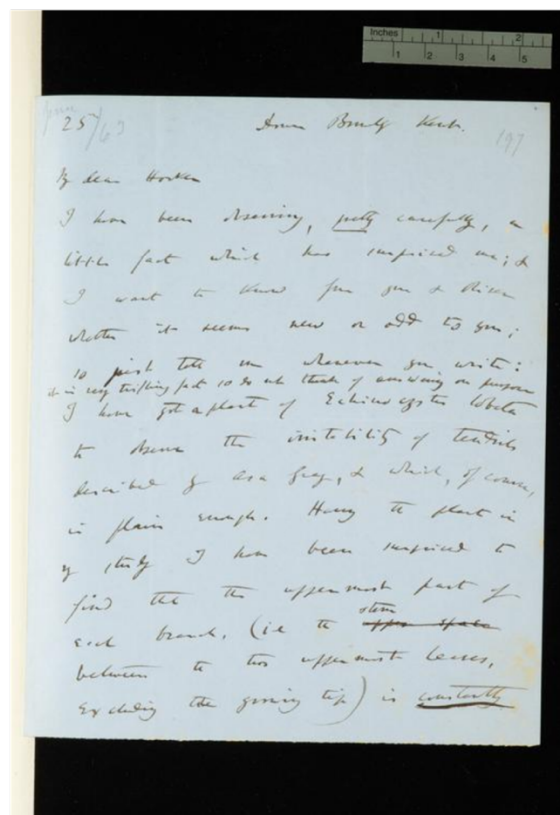 Inches 1 2
1 2 3 4 5
June
25/63
Down Bromley Kent.
197
My dear Hooker
I have been observing, pretty carefully, a
little fact which has surprised me; &
I want to know from you & Oliver
whether it seems new or odd to you;
so just tell me whenever you write:
it is very trifling fact so do not think of answering on purpose
I have got a plant of Echinocystis lobata
to observe the irritability of tendrils
described by Asa Gray, & which, of course,
is plain enough. Having the plant in
my study I have been surprised to
find that the uppermost part of
each branch, (i.e the stem upper space
between the two uppermost leaves,
excluding the growing tip) is constantly